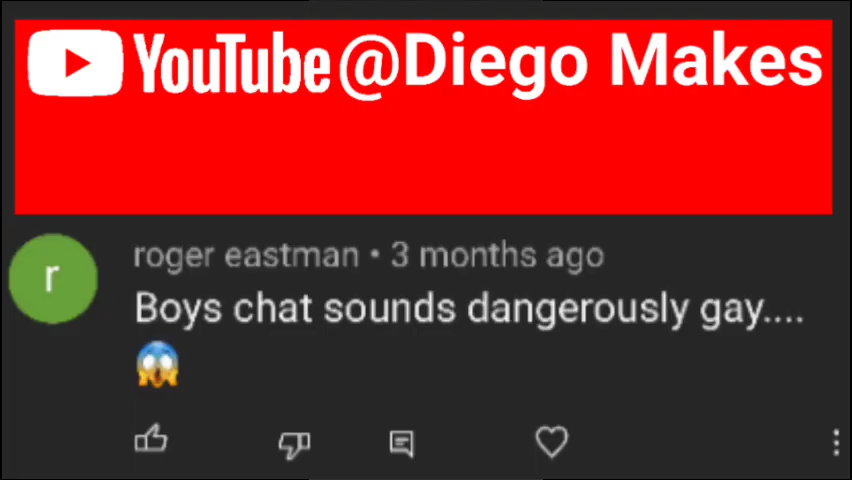 YouTube @Diego Makes
r
roger eastman • 3 months ago
Boys chat sounds dangerously gay....
😱